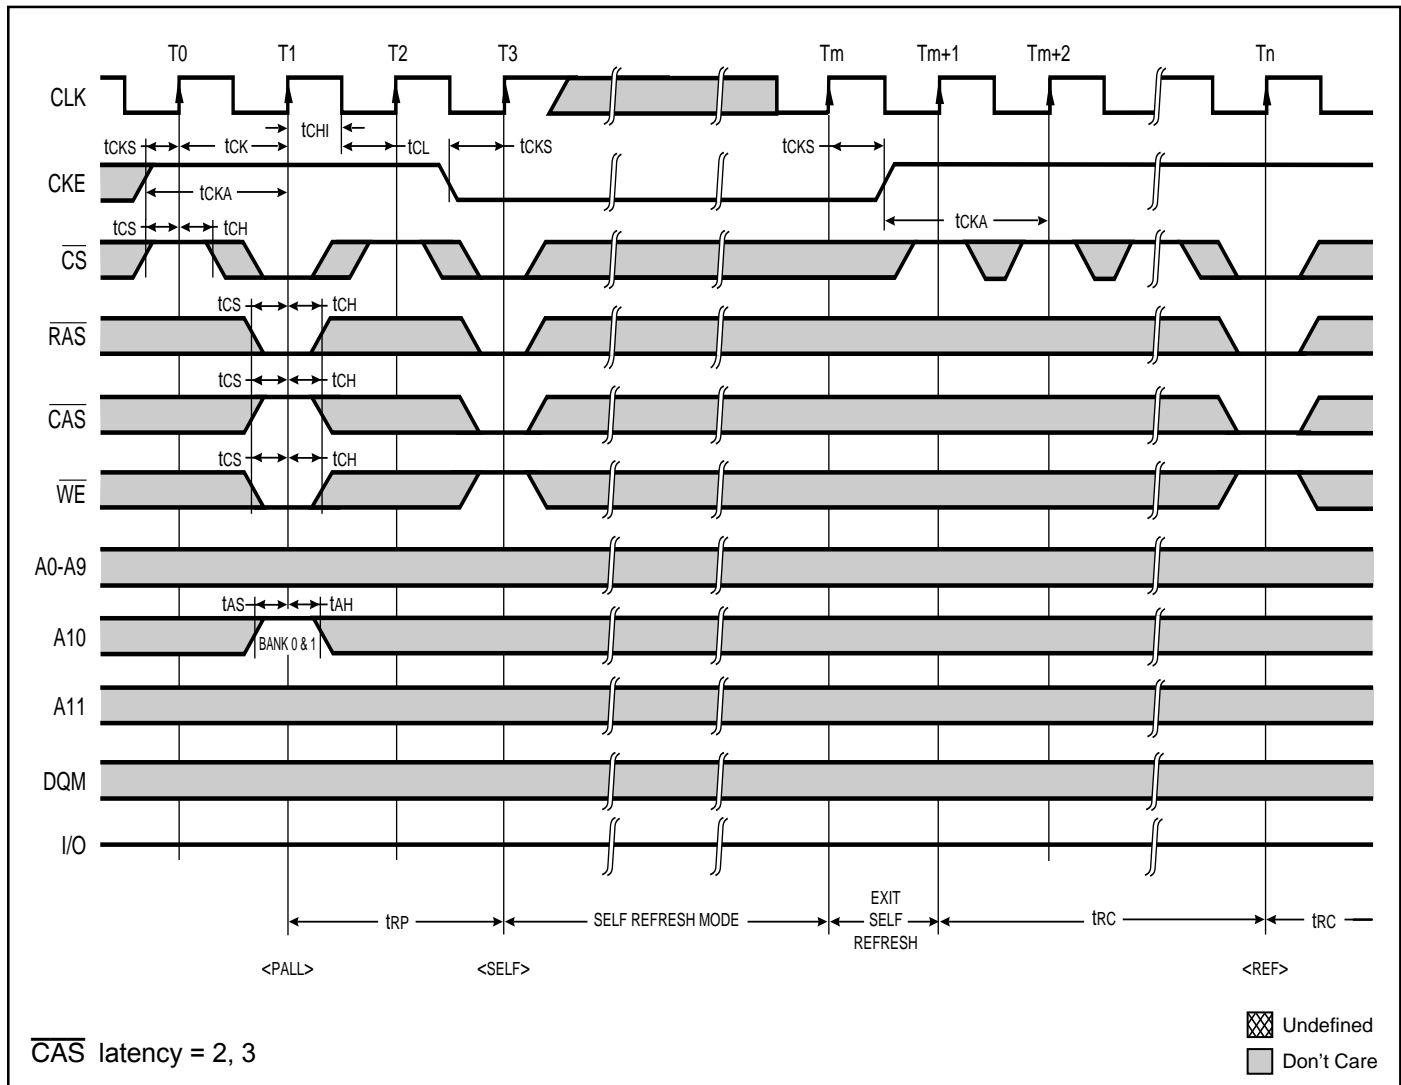 T0 T1 T2 T3 Tm Tm+1 Tm+2 Tn
CLK
tCHI
tCKS tCK tCL tCKS tCKS
CKE
tCKA
tCKA
tCS tCH
CS
tCS tCH
RAS
tCS tCH
CAS
tCS tCH
WE
A0-A9
tAS tAH
A10 BANK 0 & 1
A11
DQM
I/O
tRP SELF REFRESH MODE EXIT SELF REFRESH tRC tRC
<PALL> <SELF> <REF>
Undefined
CAS latency = 2, 3
Don't Care